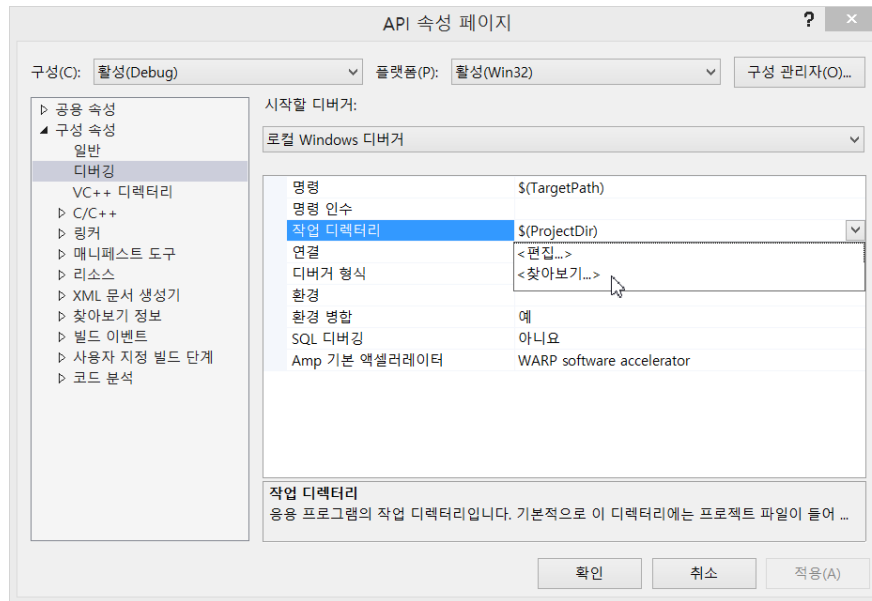 API 속성 페이지
?
구성(C): 활성(Debug) 플랫폼(P): 활성(Win32) 구성 관리자(O)...
공용 속성
구성 속성
일반
디버깅
VC++ 디렉터리
C/C++
링커
매니페스트 도구
리소스
XML 문서 생성기
찾아보기 정보
빌드 이벤트
사용자 지정 빌드 단계
코드 분석
시작할 디버거:
로컬 Windows 디버거
명령 $(TargetPath)
명령 인수
작업 디렉터리 $(ProjectDir)
연결 <편집...>
디버거 형식 <찾아보기...>
환경
환경 병합 예
SQL 디버깅 아니요
Amp 기본 액셀러레이터 WARP software accelerator
작업 디렉터리
응용 프로그램의 작업 디렉터리입니다. 기본적으로 이 디렉터리에는 프로젝트 파일이 들어 ...
확인 취소 적용(A)